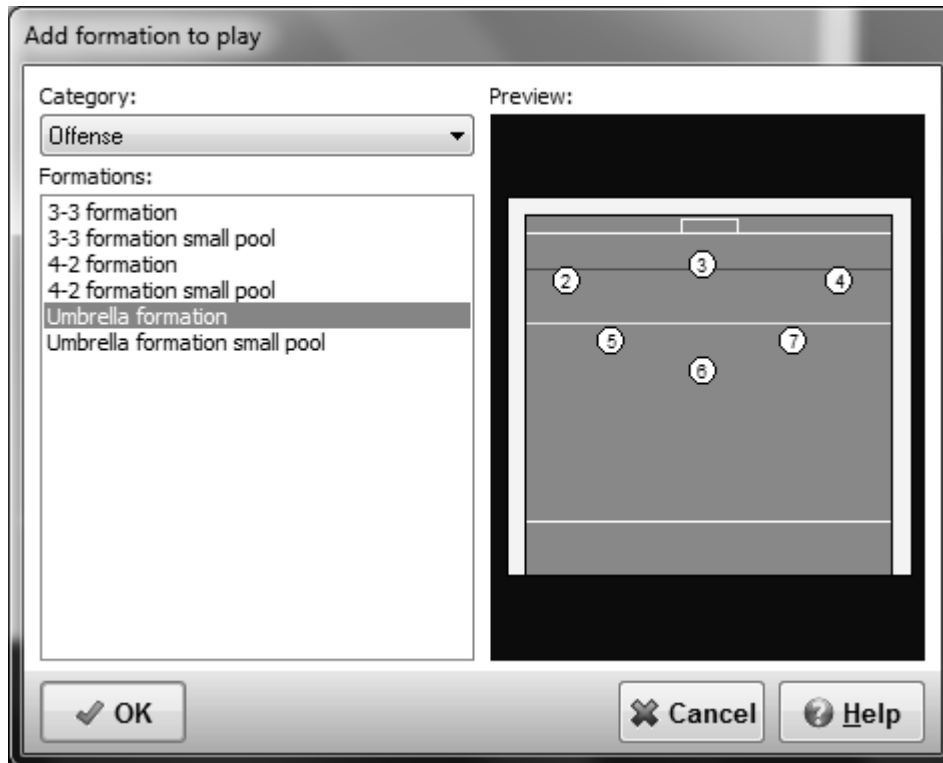 Add formation to play
Category:
Offense
Formations:
3-3 formation
3-3 formation small pool
4-2 formation
4-2 formation small pool
Umbrella formation
Umbrella formation small pool
Preview:
3
2
4
5
7
6
OK
Cancel
Help